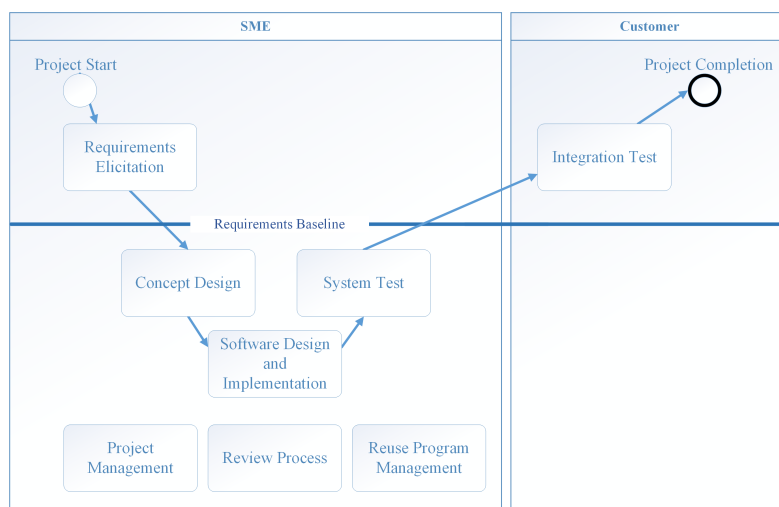 SME
Customer
Project Start
Project Completion
Requirements
Elicitation
Integration Test
Requirements Baseline
Concept Design
System Test
Software Design
and
Implementation
Project
Management
Review Process
Reuse Program
Management